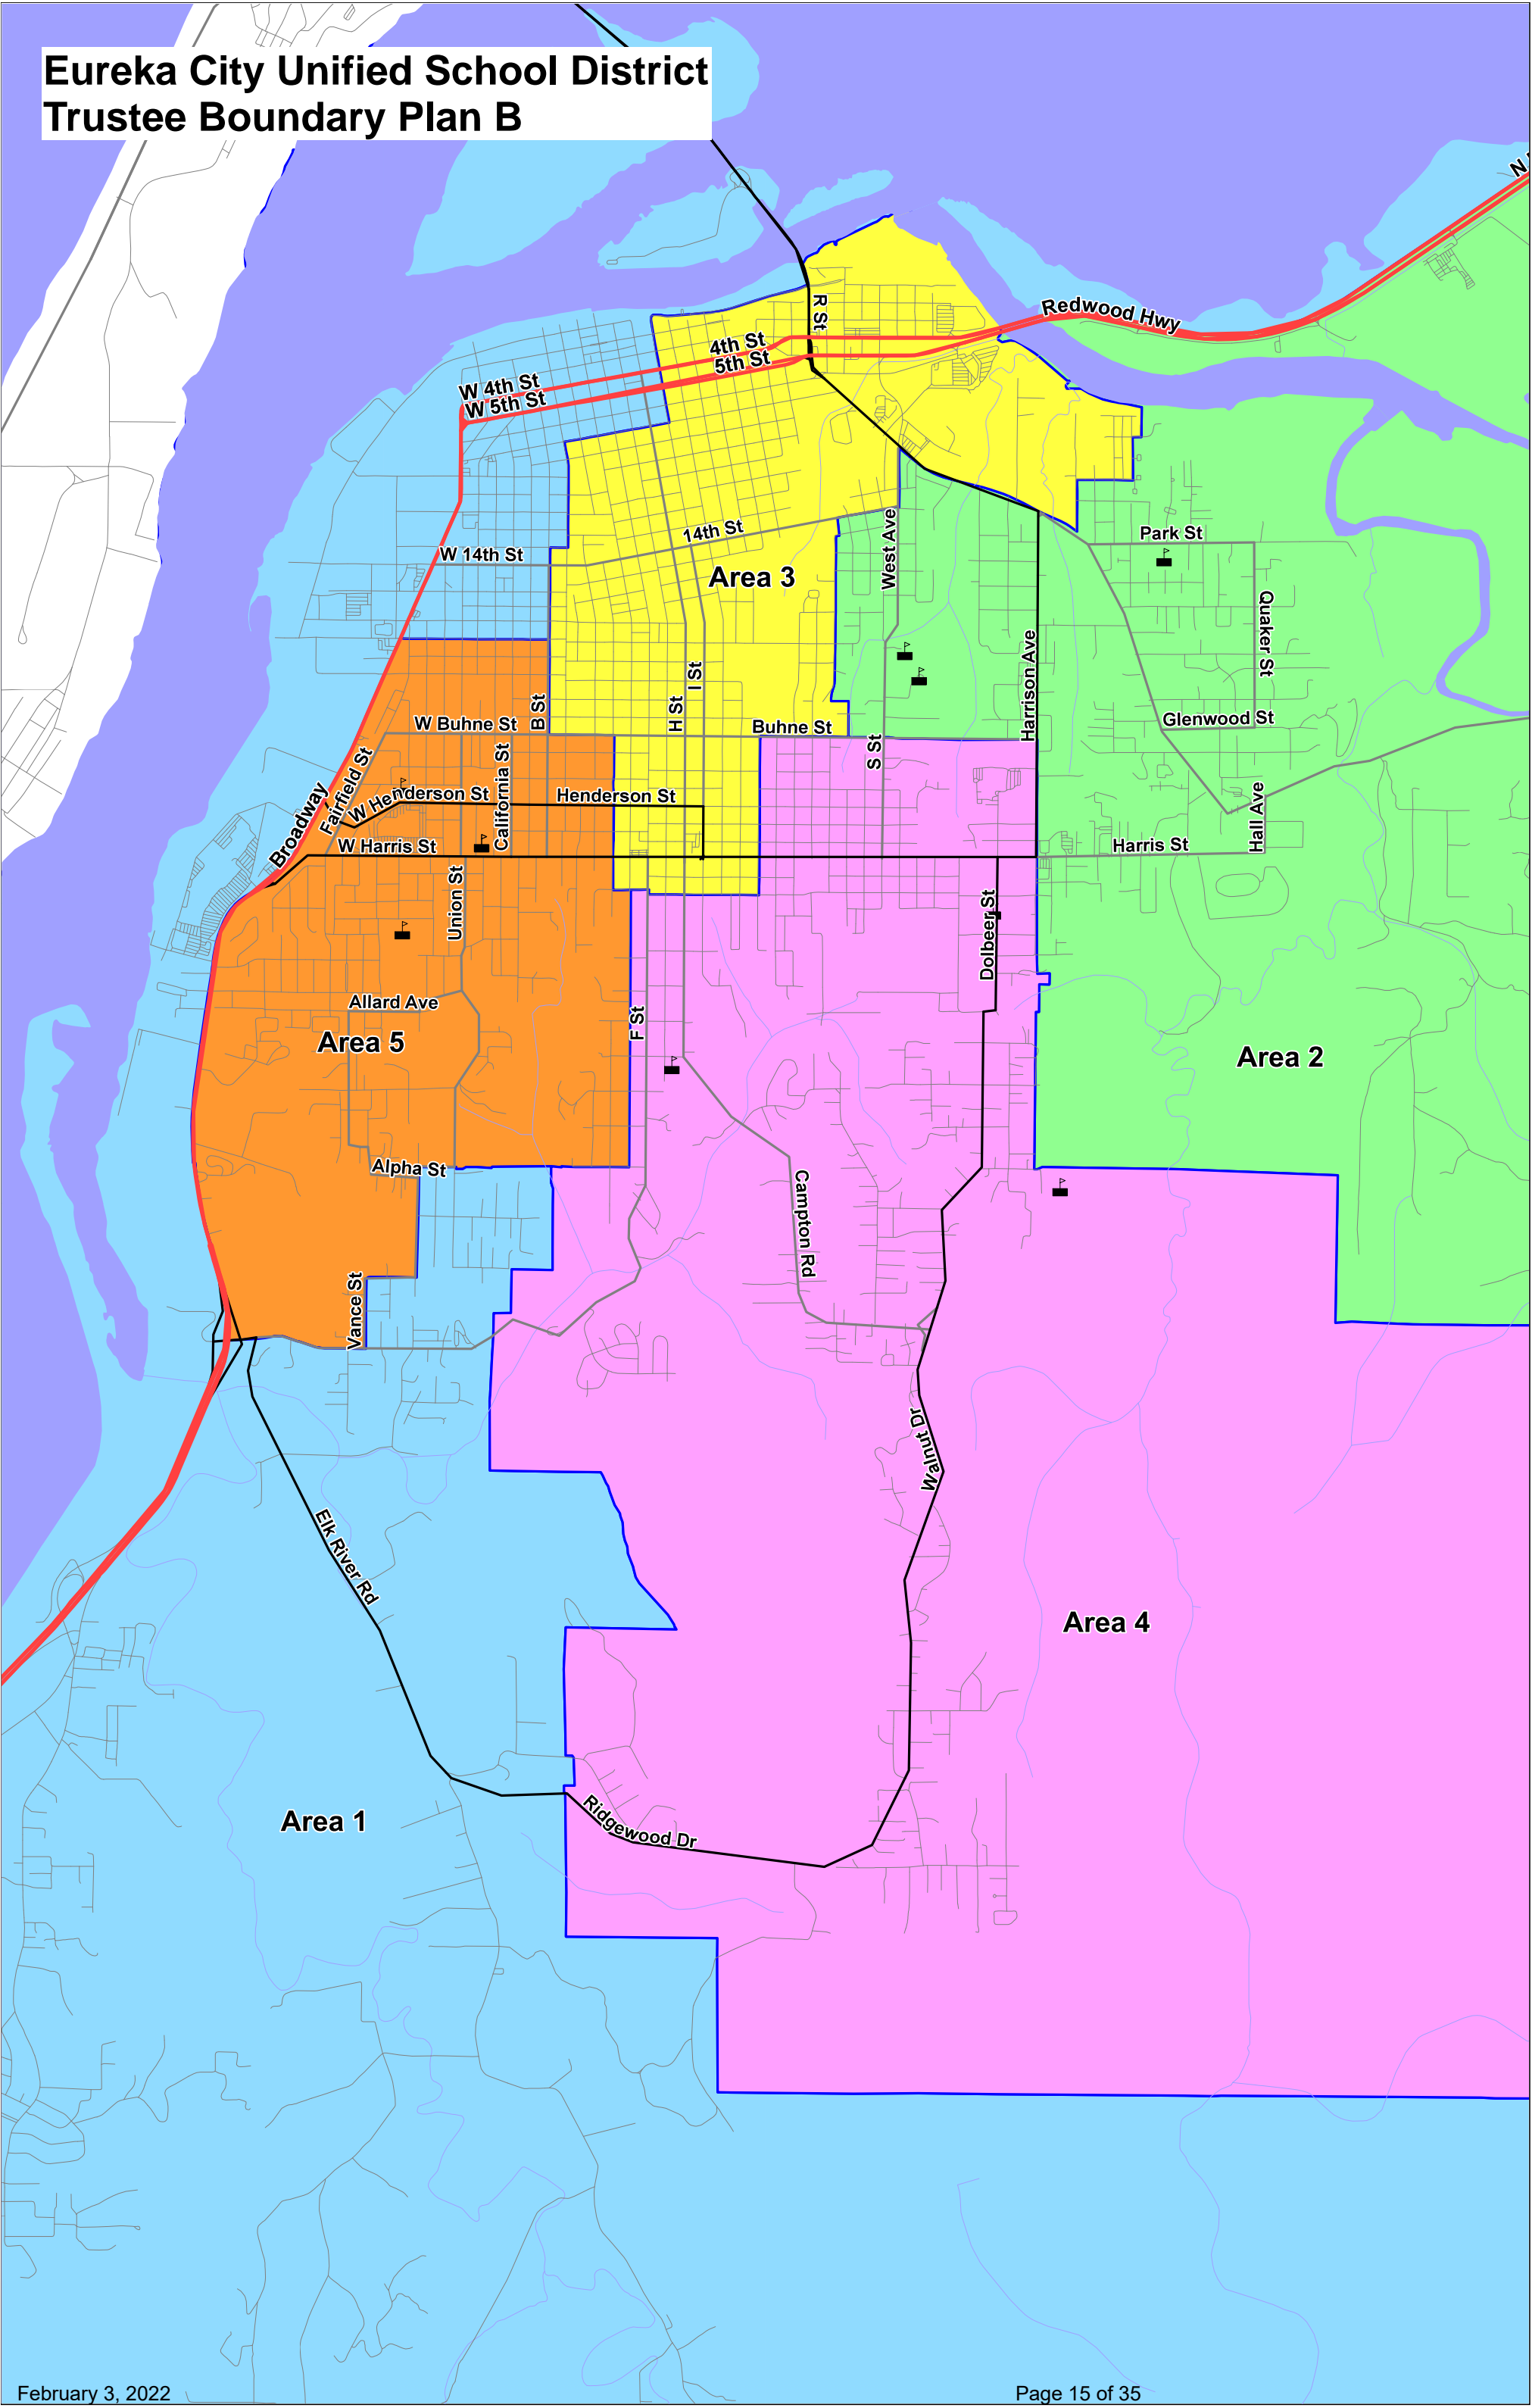 Eureka City Unified School District
Trustee Boundary Plan B
N
Redwood Hwy
R St
4th St
5th St
W 4th St
W 5th St
14th St
W 14th St
West Ave
Park St
Area 3
Quaker St
Harrison Ave
I St
H St
B St
W Buhne St
Buhne St
Glenwood St
S St
California St
Fairfield St
W Henderson St
Henderson St
Broadway
W Harris St
Harris St
Hall Ave
Union St
Dolbeer St
Allard Ave
F St
Area 5
Area 2
Alpha St
Campton Rd
Vance St
Walnut Dr
Elk River Rd
Area 4
Area 1
Ridgewood Dr
February 3, 2022
Page 15 of 35